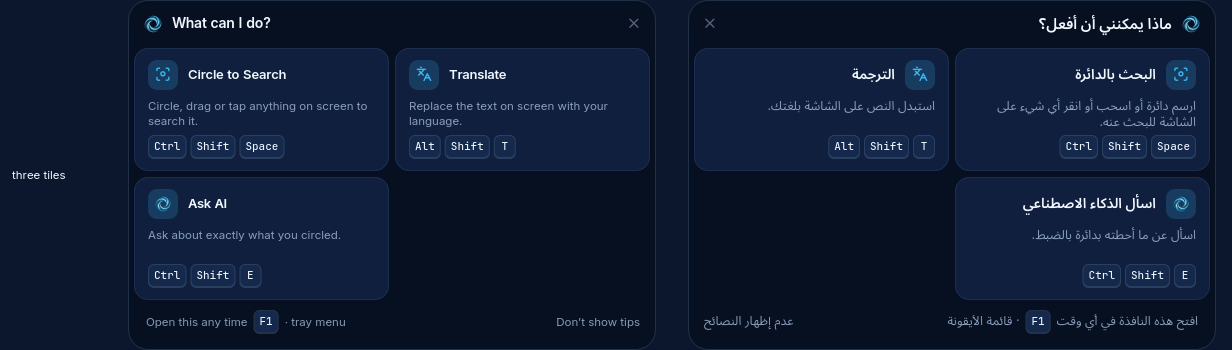 three tiles
What can I do?
Circle to Search
Circle, drag or tap anything on screen to
search it.
Ctrl Shift Space
Translate
Replace the text on screen with your
language.
Alt Shift T
Ask AI
Ask about exactly what you circled.
Ctrl Shift E
Open this any time F1 · tray menu
Don't show tips
ماذا يمكنني أن أفعل؟
البحث بالدائرة
ارسم دائرة أو اسحب أو انقر أي شيء على
الشاشة للبحث عنه.
Ctrl Shift Space
الترجمة
استبدل النص على الشاشة بلغتك.
Alt Shift T
اسأل الذكاء الاصطناعي
اسأل عن ما أحطته بدائرة بالضبط.
Ctrl Shift E
افتح هذه النافذة في أي وقت F1 · قائمة الأيقونة
عدم إظهار النصائح